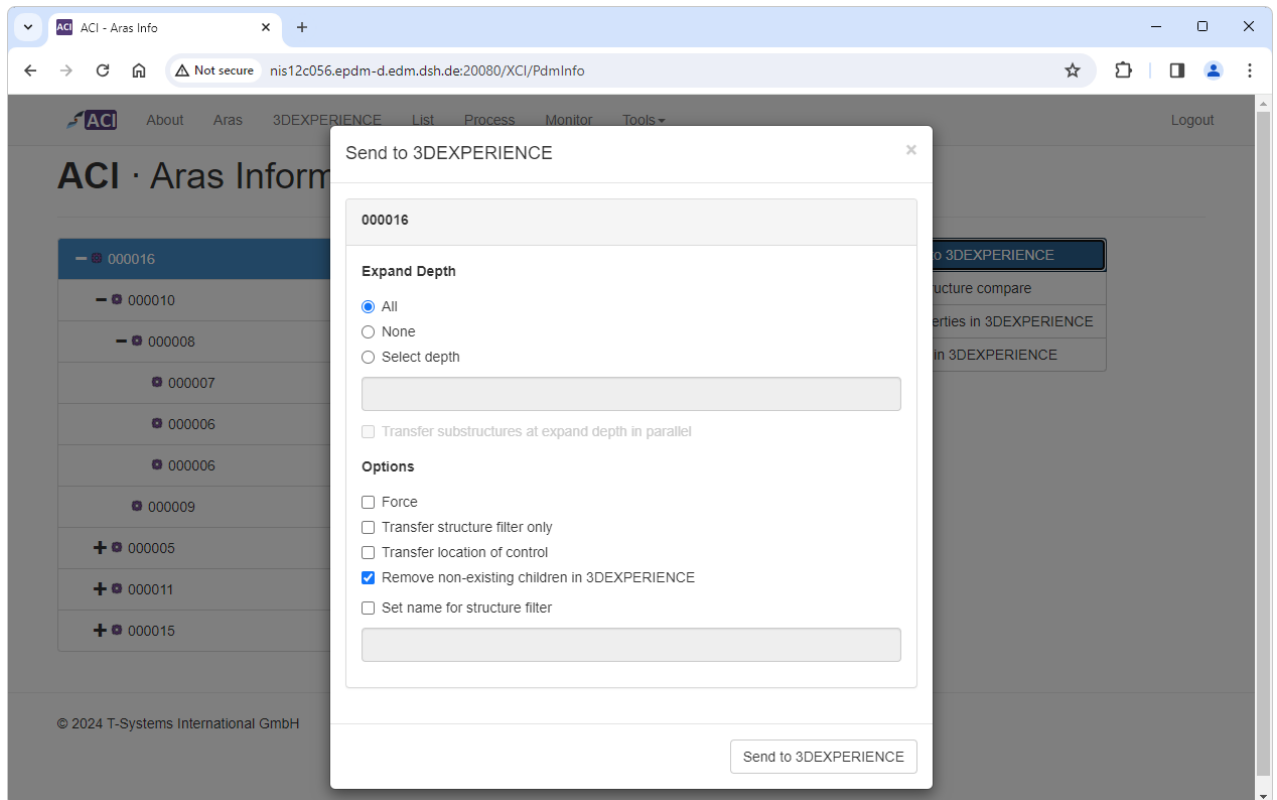 ACI ACI - Aras Info
Not secure nis12c056.epdm-d.edm.dsh.de:20080/XCI/PdmInfo
ACI About Aras 3DEXPERIENCE List Process Monitor Tools Logout
ACI · Aras Inform
Send to 3DEXPERIENCE
000016
000010
000008
000007
000006
000006
000009
000005
000011
000015
000016
Expand Depth
All
None
Select depth
Transfer substructures at expand depth in parallel
Options
Force
Transfer structure filter only
Transfer location of control
Remove non-existing children in 3DEXPERIENCE
Set name for structure filter
Send to 3DEXPERIENCE
o 3DEXPERIENCE
ructure compare
erties in 3DEXPERIENCE
in 3DEXPERIENCE
© 2024 T-Systems International GmbH